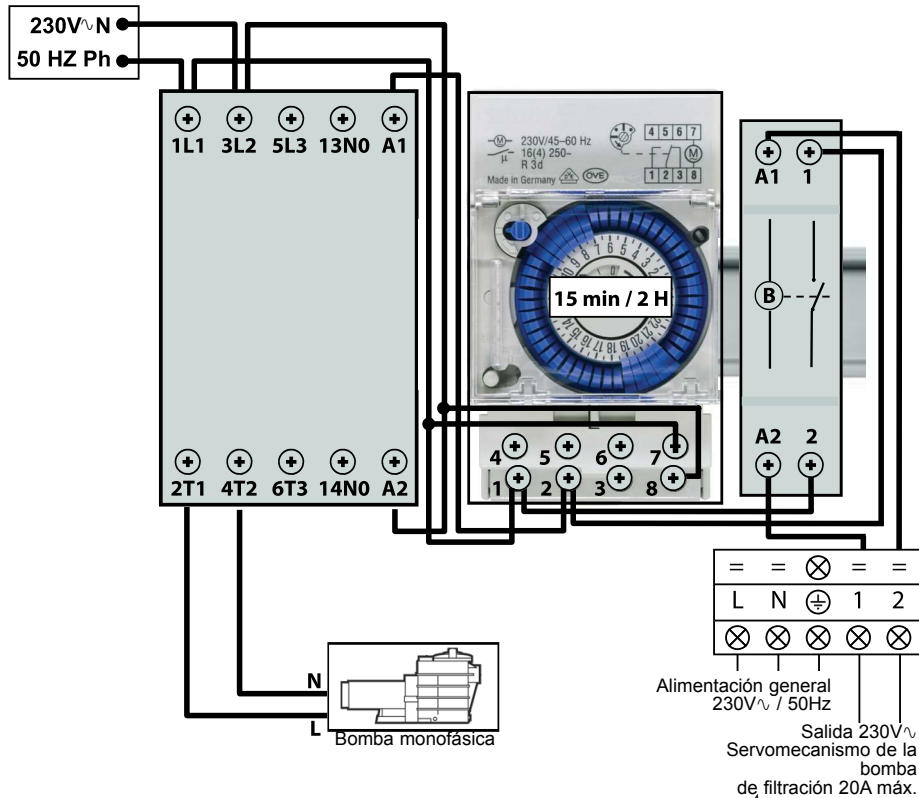 230V∿ N
50 HZ Ph
1L1 3L2 5L3 13N0 A1
2T1 4T2 6T3 14N0 A2
230V/45–60 Hz
16(4) 250~
μ
R 3d
Made in Germany
OVE
M
4 5 6 7
1 2 3 8
M
15 min / 2 H
4 5 6 7
1 2 3 8
A1 1
B
A2 2
= = = =
L N 1 2
N
L
Bomba monofásica
Alimentación general
230V∿ / 50Hz
Salida 230V∿
Servomecanismo de la
bomba
de filtración 20A máx.